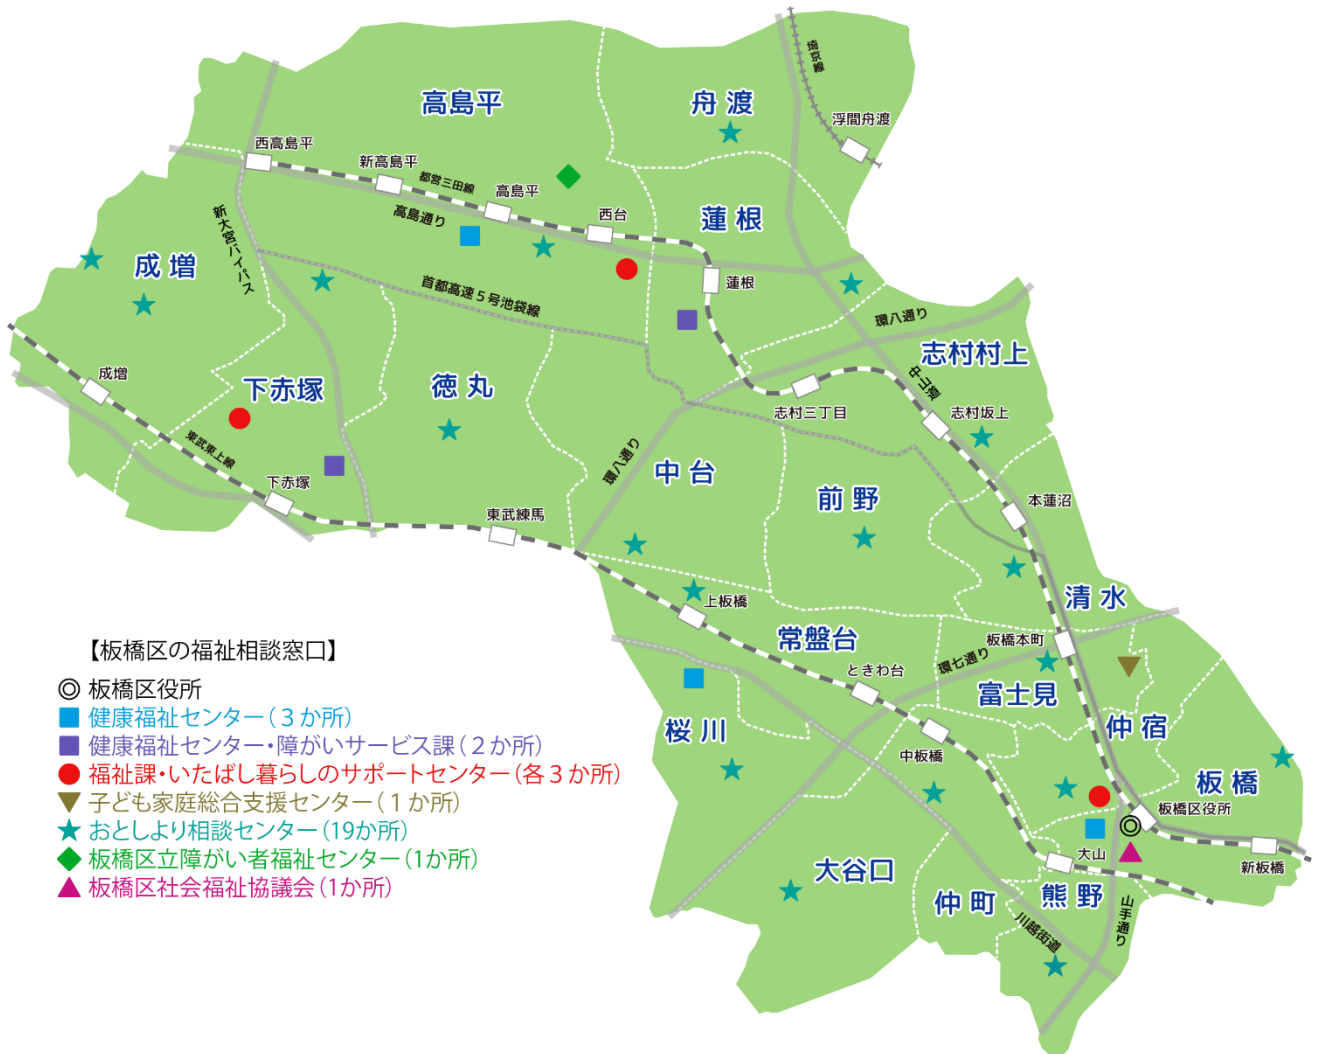 埼京線
高島平
舟渡
浮間舟渡
西高島平
新高島平
都営三田線
高島平
高島通り
西台
蓮根
新大宮バイパス
成増
蓮根
首都高速5号池袋線
環八通り
志村村上
成増
下赤塚
徳丸
中山道
志村三丁目
志村坂上
東武東上線
環八通り
中台
下赤塚
前野
本蓮沼
東武練馬
清水
上板橋
常盤台
板橋本町
環七通り
ときわ台
富士見
仲宿
桜川
中板橋
板橋
板橋区役所
大山
新板橋
大谷口
熊野
仲町
山手通り
川越街道
【板橋区の福祉相談窓口】
板橋区役所
健康福祉センター(3か所)
健康福祉センター・障がいサービス課(2か所)
福祉課・いたばし暮らしのサポートセンター(各3か所)
子ども家庭総合支援センター(1か所)
おとしより相談センター(19か所)
板橋区立障がい者福祉センター(1か所)
板橋区社会福祉協議会(1か所)